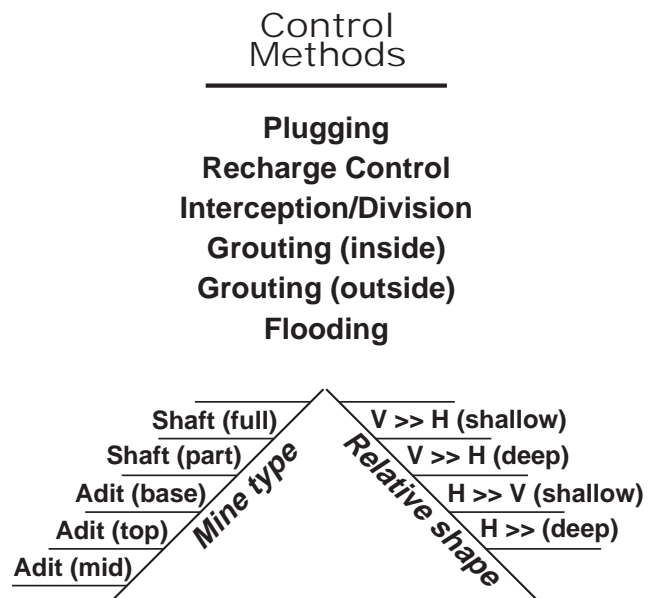 Control
Methods
Plugging
Recharge Control
Interception/Division
Grouting (inside)
Grouting (outside)
Flooding
Shaft (full)
Shaft (part)
Adit (base)
Adit (top)
Adit (mid)
Mine type
Relative shape
V >> H (shallow)
V >> H (deep)
H >> V (shallow)
H >> (deep)